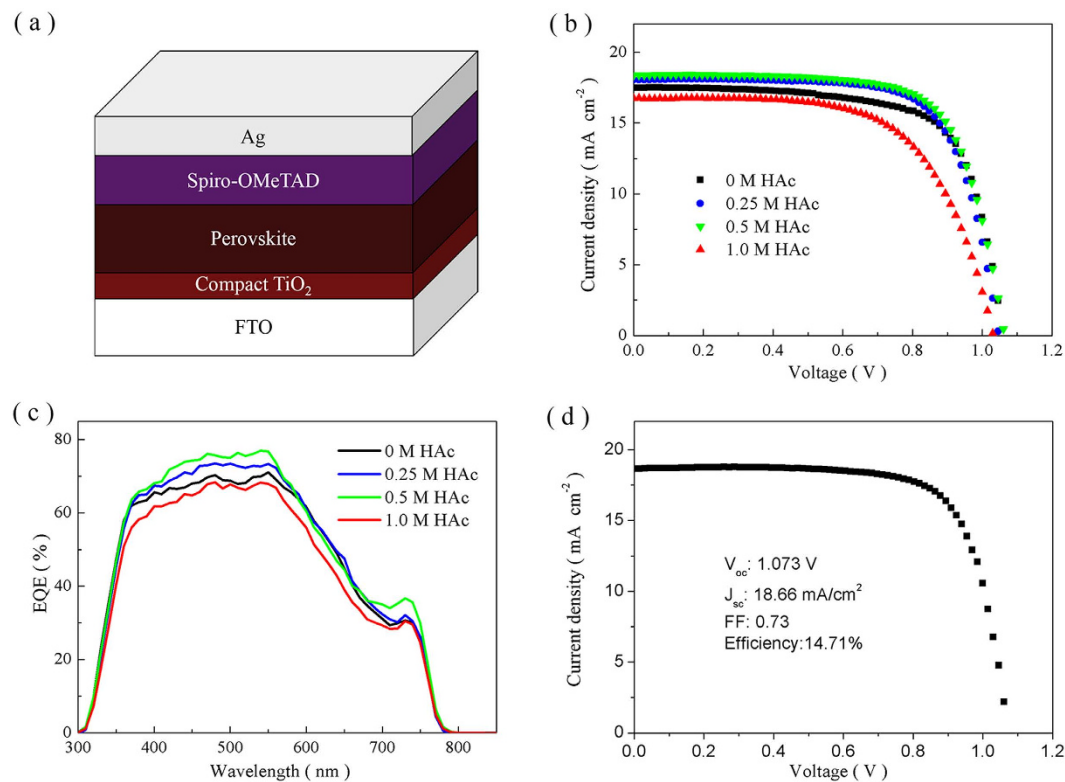 ( a )
Ag
Spiro-OMeTAD
Perovskite
Compact TiO₂
FTO
( b )
20
15
10
5
0
0.0 0.2 0.4 0.6 0.8 1.0 1.2
Current density ( mA cm⁻² )
Voltage ( V )
0 M HAc
0.25 M HAc
0.5 M HAc
1.0 M HAc
( c )
80
60
40
20
0
300 400 500 600 700 800
EQE ( % )
Wavelength ( nm )
0 M HAc
0.25 M HAc
0.5 M HAc
1.0 M HAc
( d )
20
15
10
5
0
0.0 0.2 0.4 0.6 0.8 1.0 1.2
Current density ( mA cm⁻² )
Voltage ( V )
V_oc: 1.073 V
J_sc: 18.66 mA/cm²
FF: 0.73
Efficiency:14.71%